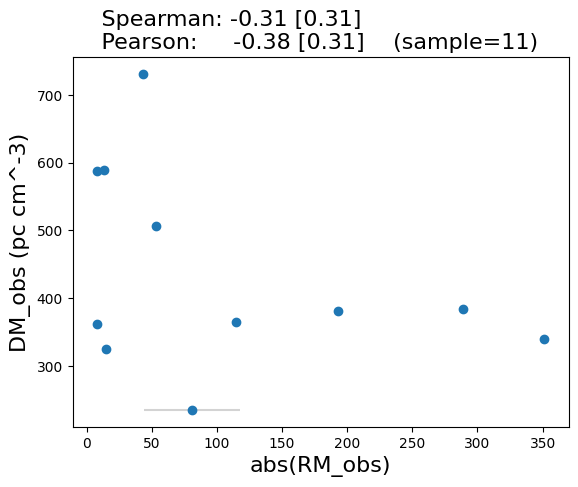 Spearman: -0.31 [0.31]
Pearson: -0.38 [0.31] (sample=11)
DM_obs (pc cm^-3)
700
600
500
400
300
0 50 100 150 200 250 300 350
abs(RM_obs)